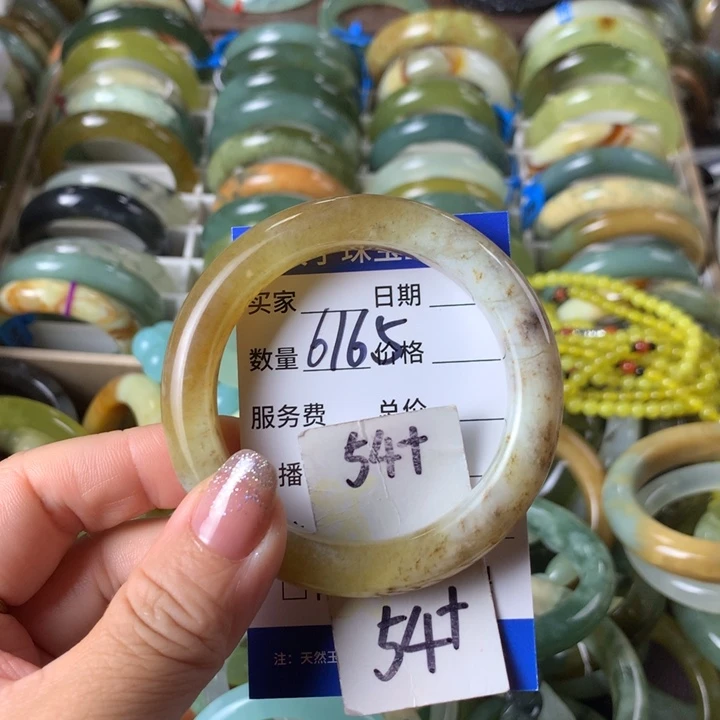 珠宝
买家 日期
数量 6165 价格
服务费 总价
播
54+
54+
注：天然玉